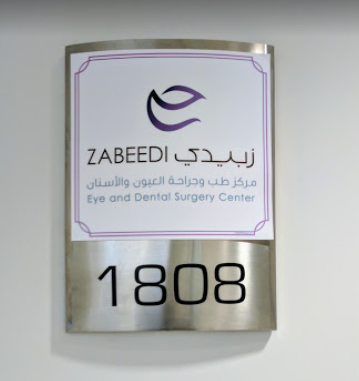 ZABEEDI زبيدي
مركز طب وجراحة العيون والأسنان
Eye and Dental Surgery Center
1808